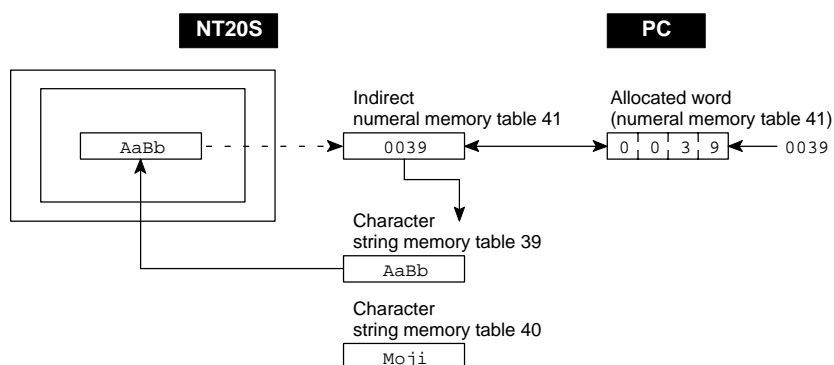 NT20S
PC
Indirect
numeral memory table 41
Allocated word
(numeral memory table 41)
AaBb
0039
0 0 3 9
0039
Character
string memory table 39
AaBb
Character
string memory table 40
Moji